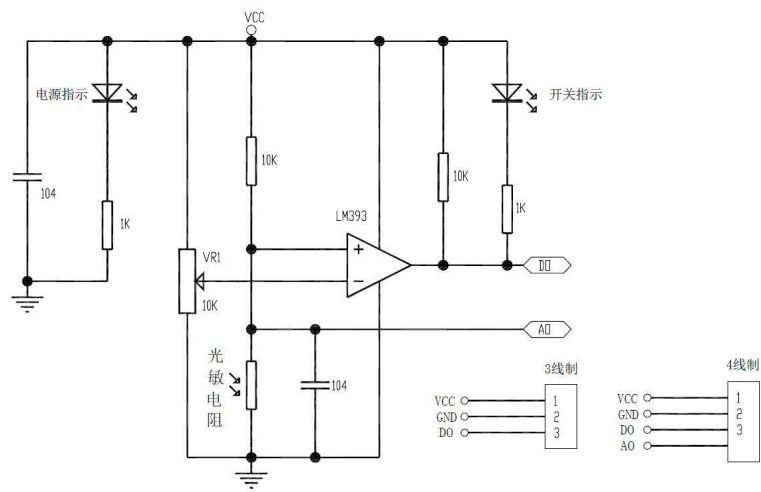 VCC
电源指示
开关指示
104
1K
10K
10K
1K
LM393
VR1
10K
+
−
DO
AO
光敏电阻
104
3线制
VCC 1
GND 2
DO 3
4线制
VCC 1
GND 2
DO 3
AO